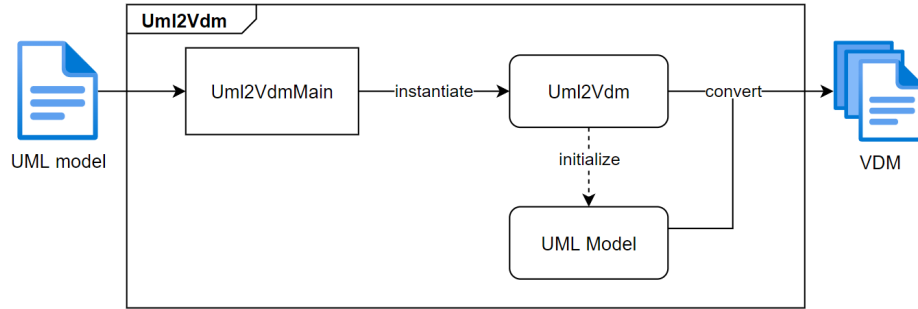 Uml2Vdm
UML model
Uml2VdmMain
instantiate
Uml2Vdm
convert
VDM
initialize
UML Model